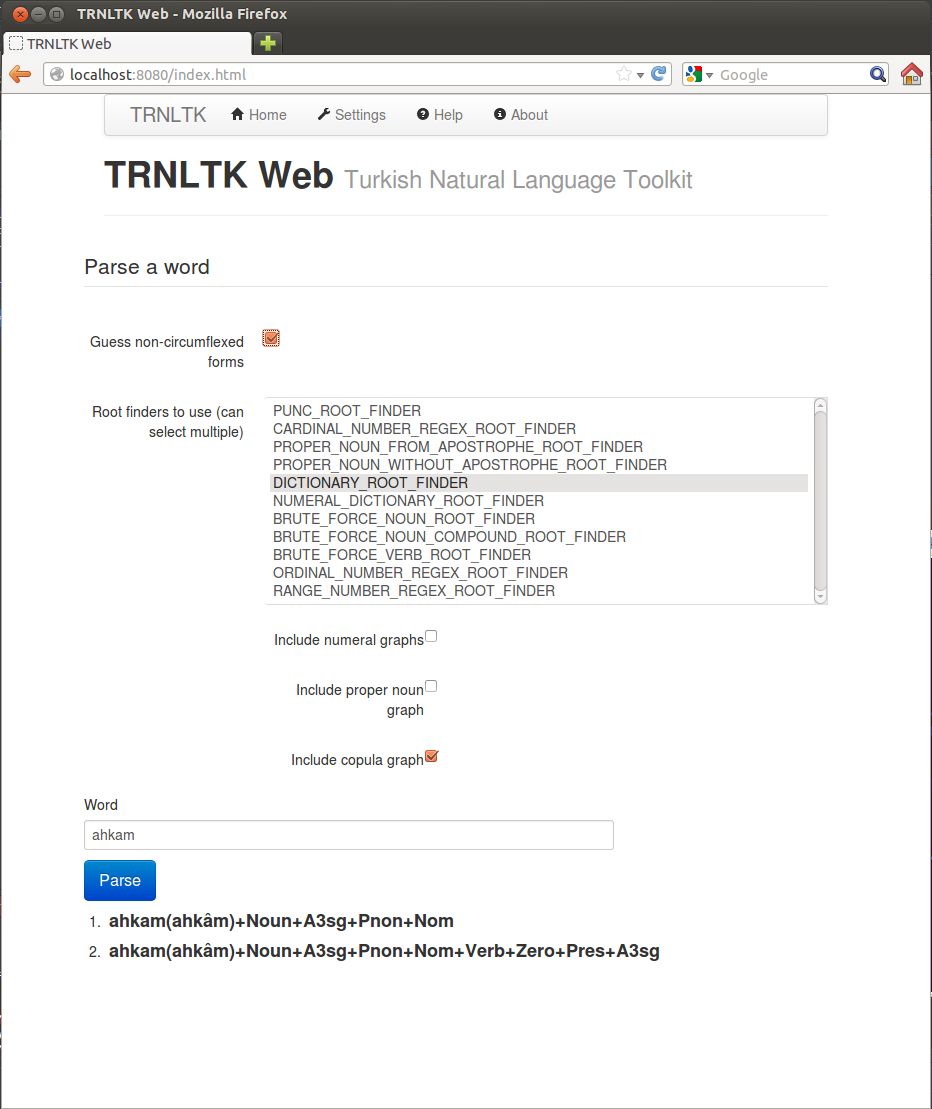 TRNLTK Web - Mozilla Firefox
TRNLTK Web
localhost:8080/index.html
Google
TRNLTK Home Settings Help About
TRNLTK Web Turkish Natural Language Toolkit
Parse a word
Guess non-circumflexed
forms
Root finders to use (can
select multiple)
PUNC_ROOT_FINDER
CARDINAL_NUMBER_REGEX_ROOT_FINDER
PROPER_NOUN_FROM_APOSTROPHE_ROOT_FINDER
PROPER_NOUN_WITHOUT_APOSTROPHE_ROOT_FINDER
DICTIONARY_ROOT_FINDER
NUMERAL_DICTIONARY_ROOT_FINDER
BRUTE_FORCE_NOUN_ROOT_FINDER
BRUTE_FORCE_NOUN_COMPOUND_ROOT_FINDER
BRUTE_FORCE_VERB_ROOT_FINDER
ORDINAL_NUMBER_REGEX_ROOT_FINDER
RANGE_NUMBER_REGEX_ROOT_FINDER
Include numeral graphs
Include proper noun
graph
Include copula graph
Word
ahkam
Parse
1. ahkam(ahkâm)+Noun+A3sg+Pnon+Nom
2. ahkam(ahkâm)+Noun+A3sg+Pnon+Nom+Verb+Zero+Pres+A3sg